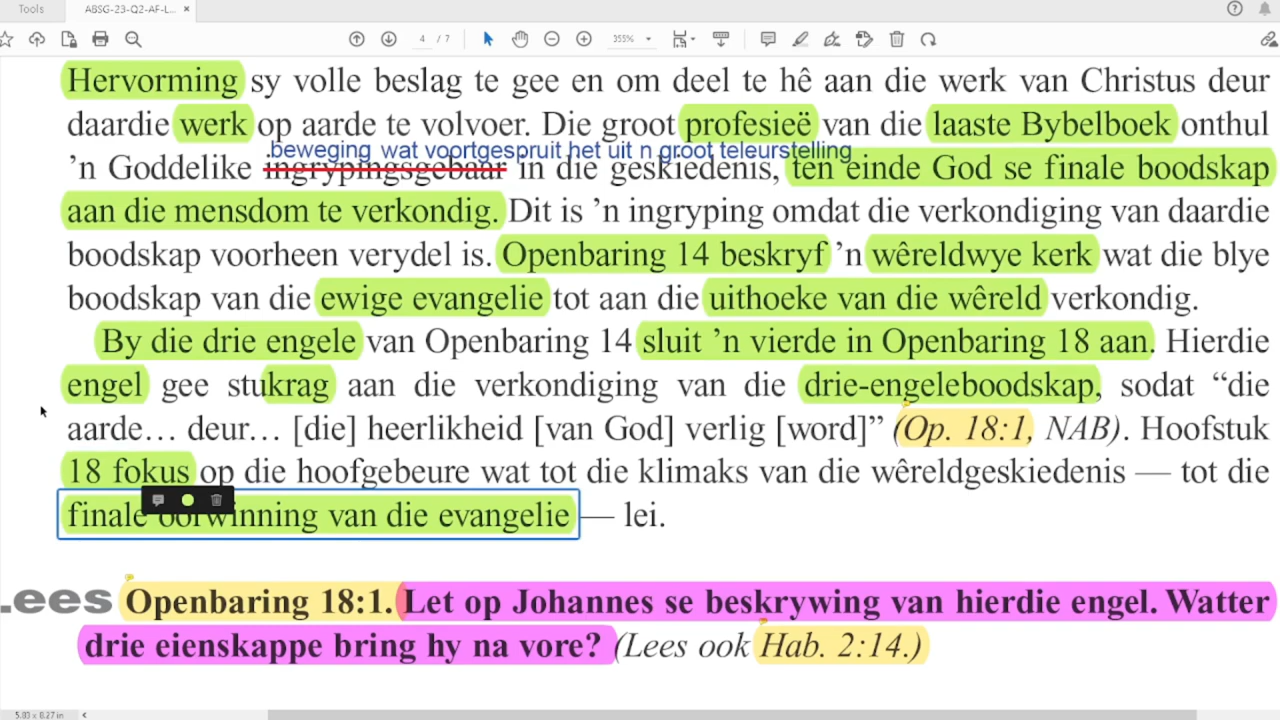 Tools
ABSG-23-Q2-AF-L...
4 / 7
355%
Hervorming sy volle beslag te gee en om deel te hê aan die werk van Christus deur
daardie werk op aarde te volvoer. Die groot profesieë van die laaste Bybelboek onthul
beweging wat voortgespruit het uit n groot teleurstelling
’n Goddelike ingrypingsgebaar in die geskiedenis, ten einde God se finale boodskap
aan die mensdom te verkondig. Dit is ’n ingryping omdat die verkondiging van daardie
boodskap voorheen verydel is. Openbaring 14 beskryf ’n wêreldwye kerk wat die blye
boodskap van die ewige evangelie tot aan die uithoeke van die wêreld verkondig.
By die drie engele van Openbaring 14 sluit ’n vierde in Openbaring 18 aan. Hierdie
engel gee stukrag aan die verkondiging van die drie-engeleboodskap, sodat “die
aarde… deur… [die] heerlikheid [van God] verlig [word]” (Op. 18:1, NAB). Hoofstuk
18 fokus op die hoofgebeure wat tot die klimaks van die wêreldgeskiedenis — tot die
finale oorwinning van die evangelie — lei.
Lees Openbaring 18:1. Let op Johannes se beskrywing van hierdie engel. Watter
drie eienskappe bring hy na vore? (Lees ook Hab. 2:14.)
5.83 x 8.27 in